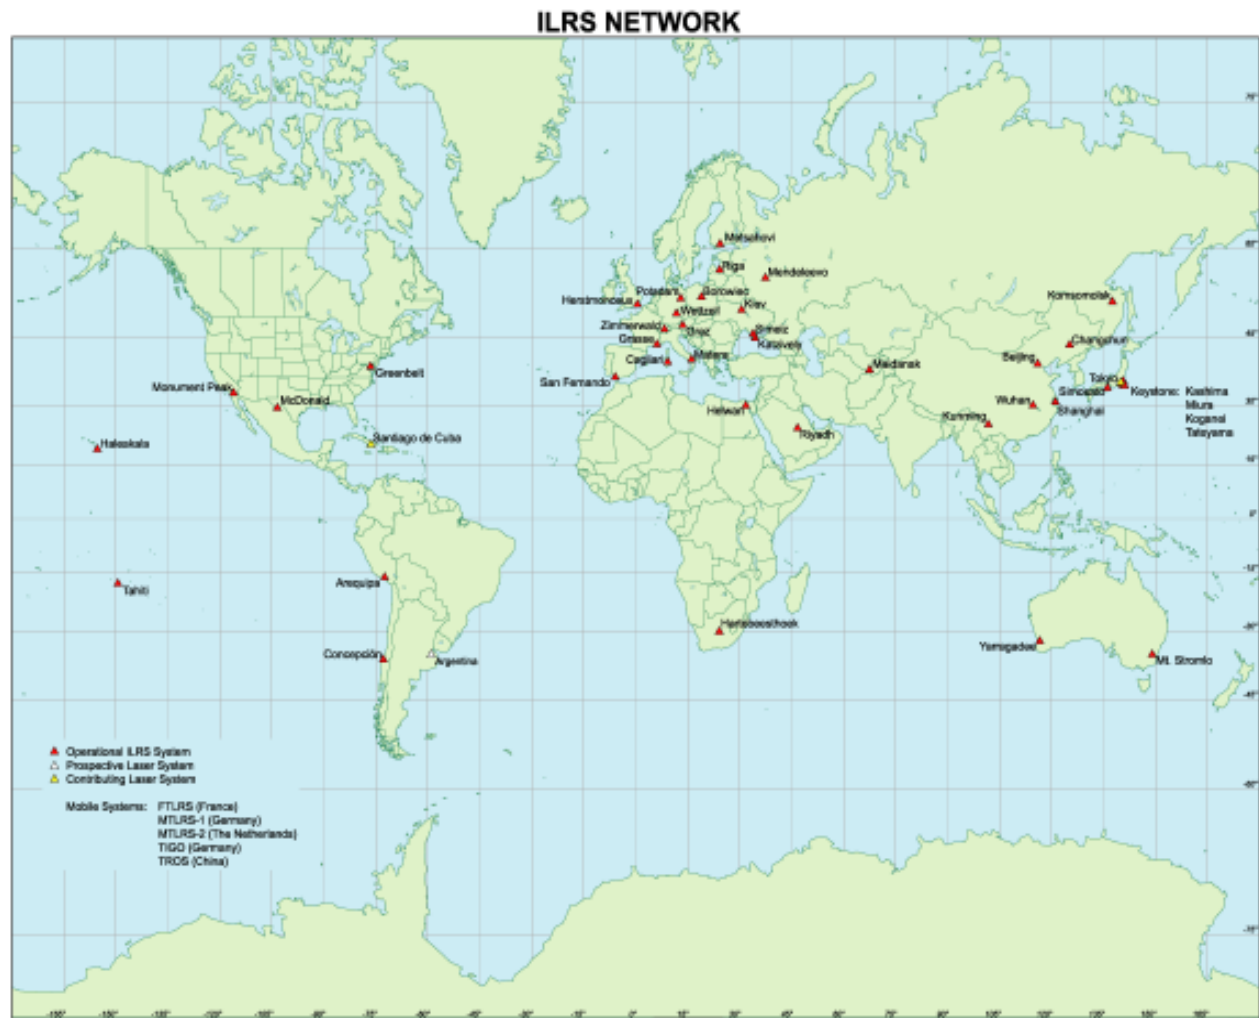 ILRS NETWORK
Metsahovi
Riga
Mendeleevo
Potsdam
Borowiec
Komsomolsk
Herstmonceux
Wettzell
Kiev
Zimmerwald
Graz
Simeiz
Grasse
Katsively
Changchun
Cagliari
Matera
Maidanak
Beijing
Greenbelt
Tokyo
Monument Peak
San Fernando
Simosato
Keystone: Kashima
McDonald
Helwan
Wuhan
Shanghai
Miura
Kunming
Koganei
Santiago de Cuba
Riyadh
Tateyama
Haleakala
Arequipa
Tahiti
Hartebeesthoek
Concepción
Argentina
Yarragadee
Mt. Stromlo
Operational ILRS System
Prospective Laser System
Contributing Laser System
Mobile Systems: FTLRS (France)
MTLRS-1 (Germany)
MTLRS-2 (The Netherlands)
TIGO (Germany)
TROS (China)